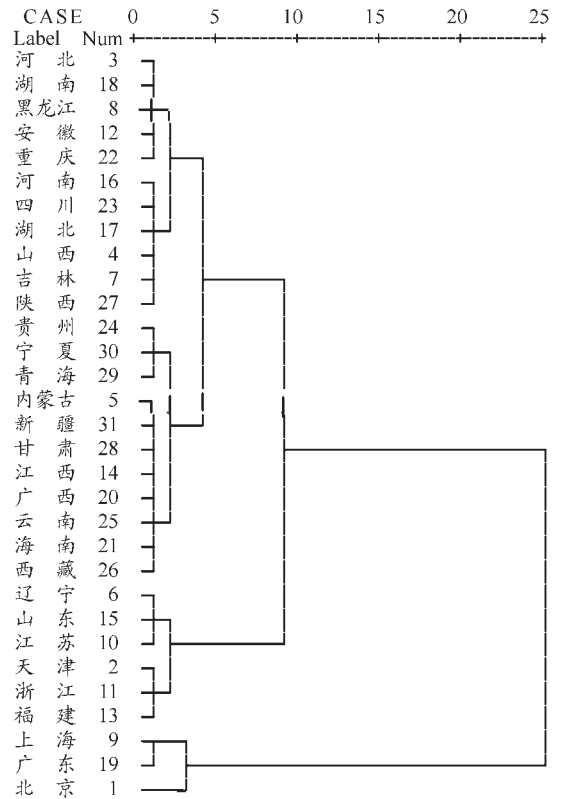 CASE 0 5 10 15 20 25
Label Num
河北 3
湖南 18
黑龙江 8
安徽 12
重庆 22
河南 16
四川 23
湖北 17
山西 4
吉林 7
陕西 27
贵州 24
宁夏 30
青海 29
内蒙古 5
新疆 31
甘肃 28
江西 14
广西 20
云南 25
海南 21
西藏 26
辽宁 6
山东 15
江苏 10
天津 2
浙江 11
福建 13
上海 9
广东 19
北京 1